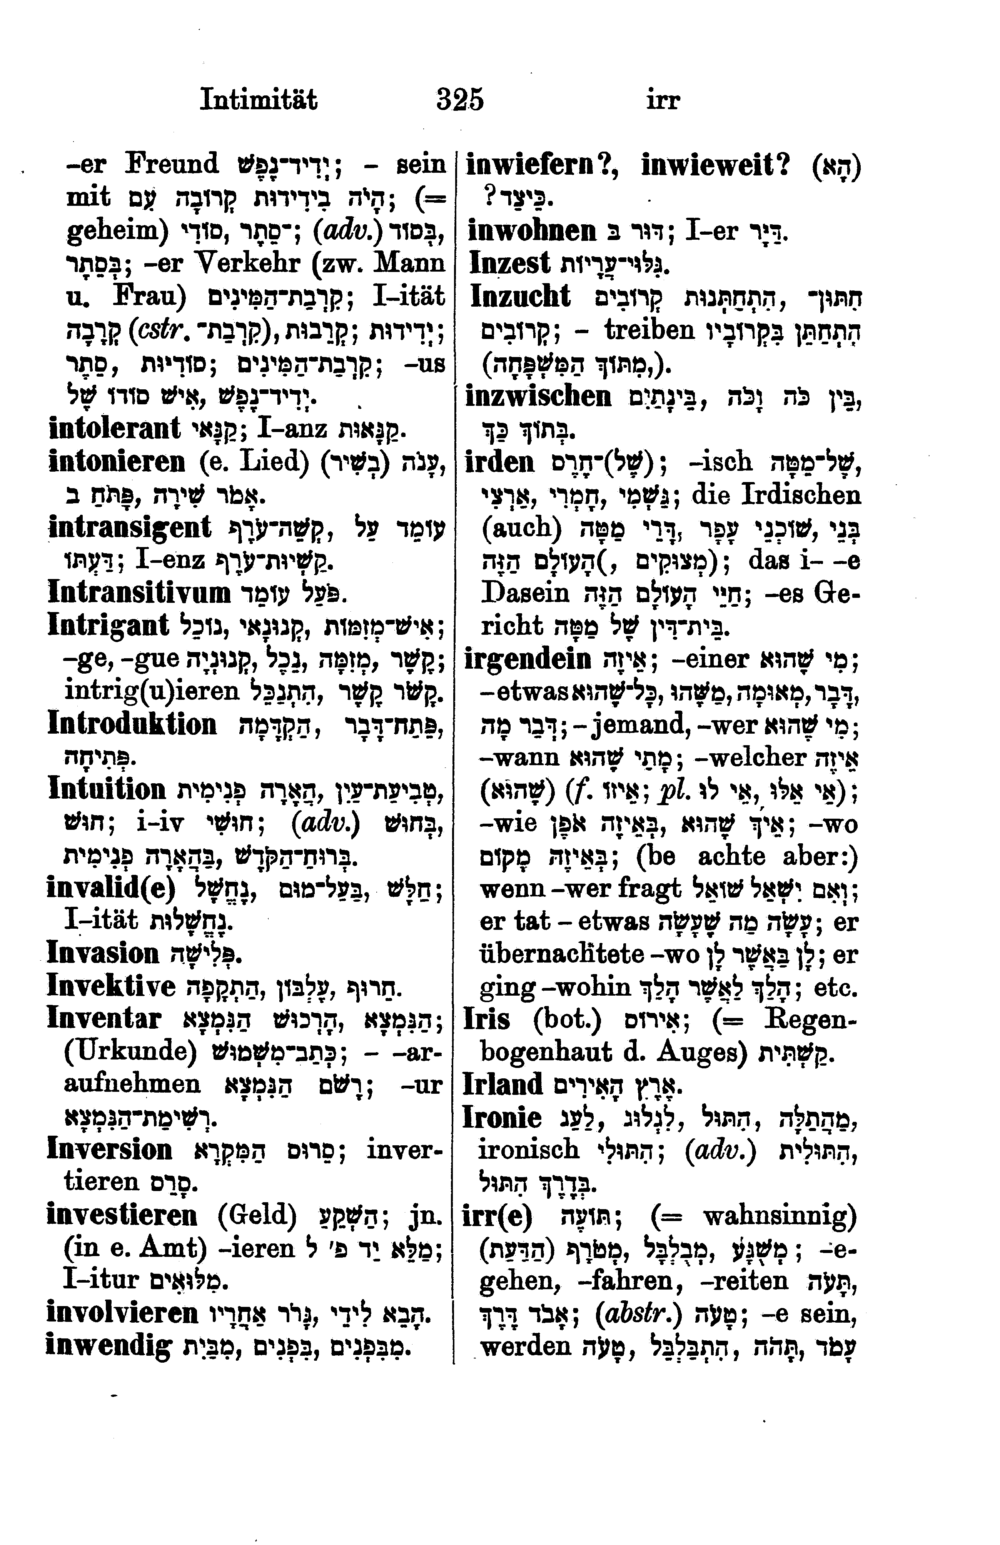 Intimität 325 irr
-er Freund יְדִיד־נָפֶשׁ; – sein
mit הָיֹה בִּידִידוּת קְרוֹבָה עִם; (=
geheim) סוֹדִי, סֵתֶר־; (adv.) בְּסוֹד,
בְּסֵתֶר; -er Verkehr (zw. Mann
u. Frau) קִרְבַת־הַמִּינִים; I-ität
קִרְבָה (cstr. קִרְבַת־), קְרֵבוּת; יְדִידוּת;
סֵתֶר, סוֹדִיּוּת; קִרְבַת־הַמִּינִים; -us
יְדִיד־נֶפֶשׁ, אִישׁ סוֹדוֹ שֶׁל.
intolerant קַנָּאִי; I-anz קַנָּאוּת.
intonieren (e. Lied) עָנֹה (בְּשִׁיר),
אָמֹר שִׁירָה, פָּתֹחַ ב.
intransigent קְשֵׁה־עֹרֶף, עוֹמֵד עַל
דַּעְתּוֹ; I-enz קַשְׁיוּת־עֹרֶף.
Intransitivum פֹּעַל עוֹמֵד.
Intrigant אִישׁ־מְזִמּוֹת, קְנוּנָאִי, נוֹכֵל;
-ge, -gue קֶשֶׁר, מְזִמָּה, נֵכֶל, קְנוּנִיָה;
intrig(u)ieren קָשׁוֹר קֶשֶׁר, הִתְנַכֵּל.
Introduktion פֶּתַח־דָּבָר, הַקְדָּמָה,
פְּתִיחָה.
Intuition טְבִיעַת־עַיִן, הֶאָרָה פְּנִימִית,
חוּשׁ; i-iv חוּשִׁי; (adv.) בְּחוּשׁ,
בְּרוּחַ־הַקֹּדֶשׁ, בְּהֶאָרָה פְנִימִית.
invalid(e) חַלָּשׁ, בַּעַל־מוּם, נֶחֱשָׁל;
I-ität נֶחֱשָׁלוּת.
Invasion פְּלִישָׁה.
Invektive חֵרוּף, עֶלְבּוֹן, הַתְקָפָה.
Inventar הַנִּמְצָא, הָרְכוּשׁ הַנִּמְצָא;
(Urkunde) כְּתַב־מִשְׁמוּשׁ; – -ar-
aufnehmen רָשֹׁם הַנִּמְצָא; -ur
רְשִׁימַת־הַנִּמְצָא.
Inversion סֵרוּס הַמִּקְרָא; inver-
tieren סָרֵס.
investieren (Geld) הַשְׁקֵעַ; jn.
(in e. Amt) -ieren מַלֵּא יַד פ׳ ל;
I-itur מִלּוּאִים.
involvieren הָבֵא לִידֵי, גָּרֹר אַחֲרָיו.
inwendig מִבִּפְנִים, בִּפְנִים, מִבַּיִת.
inwiefern?, inwieweit? (הָא)
כֵּיצַד?.
inwohnen דּוּר בּ; I-er דַּיָּר.
Inzest גִּלּוּי־עֲרָיוֹת.
Inzucht הִתְחַתְּנוּת קְרוֹבִים, חִתּוּן־
קְרוֹבִים; – treiben הִתְחַתֵּן בִּקְרוֹבָיו
(מִתּוֹךְ הַמִּשְׁפָּחָה).
inzwischen בֵּין כֹּה וָכֹה, בֵּינָתַיִם,
בְּתוֹךְ כָּךְ.
irden (שֶׁל)־חֶרֶס; -isch שֶׁל־מַטָּה,
אַרְצִי, חָמְרִי, גַּשְׁמִי; die Irdischen
(auch) בְּנֵי, שׁוֹכְנֵי עָפָר, דָּרֵי מַטָּה
(מְצוּקִים, (הָעוֹלָם הַזֶּה; das i- -e
Dasein חַיֵּי הָעוֹלָם הַזֶּה; -es Ge-
richt בֵּית־דִּין שֶׁל מַטָּה.
irgendein אֵיזֶה; -einer מִי שֶׁהוּא;
-etwas דָּבָר, מְאוּמָה, מַשֶּׁהוּ, כָּל־שֶׁהוּא,
דְּבַר מָה; – jemand, -wer מִי שֶׁהוּא;
-wann מָתַי שֶׁהוּא; -welcher אֵיזֶה
(שֶׁהוּא) (f. אֵיזוֹ; pl. אֵי אֵלּוּ, אֵי לוּ);
-wie אֵיךְ שֶׁהוּא, בְּאֵיזֶה אֹפֶן; -wo
בְּאֵיזֶה מָקוֹם; (be achte aber:)
wenn -wer fragt וְאִם יִשְׁאַל שׁוֹאֵל;
er tat – etwas עָשָׂה מַה שֶּׁעָשָׂה; er
übernachtete -wo לָן בַּאֲשֶׁר לָן; er
ging -wohin הָלַךְ לַאֲשֶׁר הָלַךְ; etc.
Iris (bot.) אִירוּס; (= Regen-
bogenhaut d. Auges) קַשְׁתִּית.
Irland אֶרֶץ הָאִירִים.
Ironie מַהֲתַלָּה, הִתּוּל, לִגְלוּג, לַעַג,
ironisch הִתּוּלִי; (adv.) הִתּוּלִית,
בְּדֶרֶךְ הִתּוּל.
irr(e) תּוֹעֶה; (= wahnsinnig)
מְשֻׁגָּע, מְבֻלְבָּל, מְטֹרָף (הַדַּעַת); -e-
gehen, -fahren, -reiten תָּעֹה,
אָבֹד דֶּרֶךְ; (abstr.) טָעֹה; -e sein,
werden עָמֹד, תָּהֹה, הִתְבַּלְבֵּל, טָעֹה